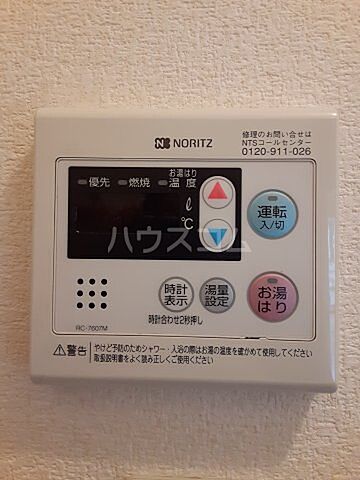 NORITZ
修理のお問い合せは
NTSコールセンター
0120-911-026
お湯はり
優先 燃焼 温度
ℓ
℃
運転
入/切
ハウスコム
時計
表示
湯量
設定
お湯
はり
時計合わせ2秒押し
RC-7607M
警告
やけど予防のためシャワー・入浴の際はお湯の温度を確かめて使用してください
取扱説明書をよく読み正しくご使用ください